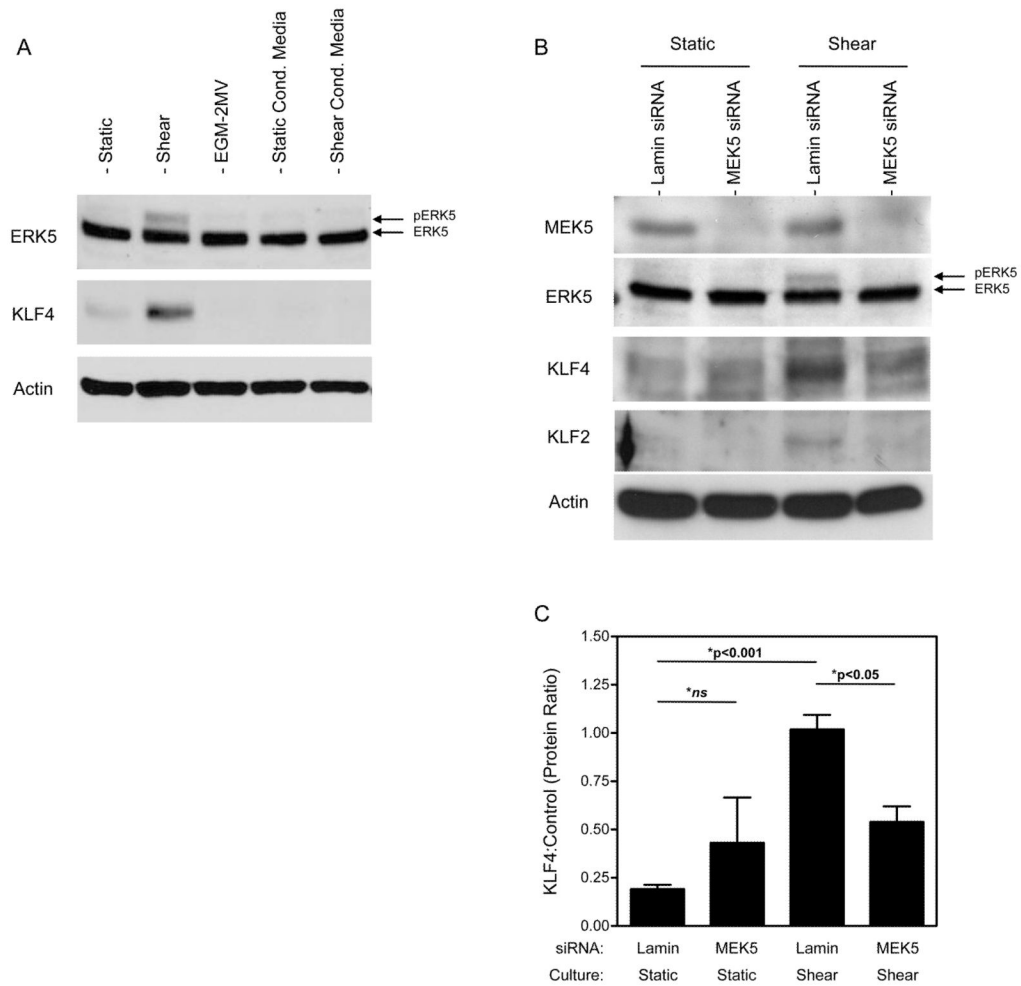 A
- Static
- Shear
- EGM-2MV
- Static Cond. Media
- Shear Cond. Media
ERK5
pERK5
ERK5
KLF4
Actin
B
Static
Shear
- Lamin siRNA
- MEK5 siRNA
- Lamin siRNA
- MEK5 siRNA
MEK5
ERK5
pERK5
ERK5
KLF4
KLF2
Actin
C
KLF4:Control (Protein Ratio)
1.50
1.25
1.00
0.75
0.50
0.25
0.00
*p<0.001
*ns
*p<0.05
siRNA: Lamin MEK5 Lamin MEK5
Culture: Static Static Shear Shear